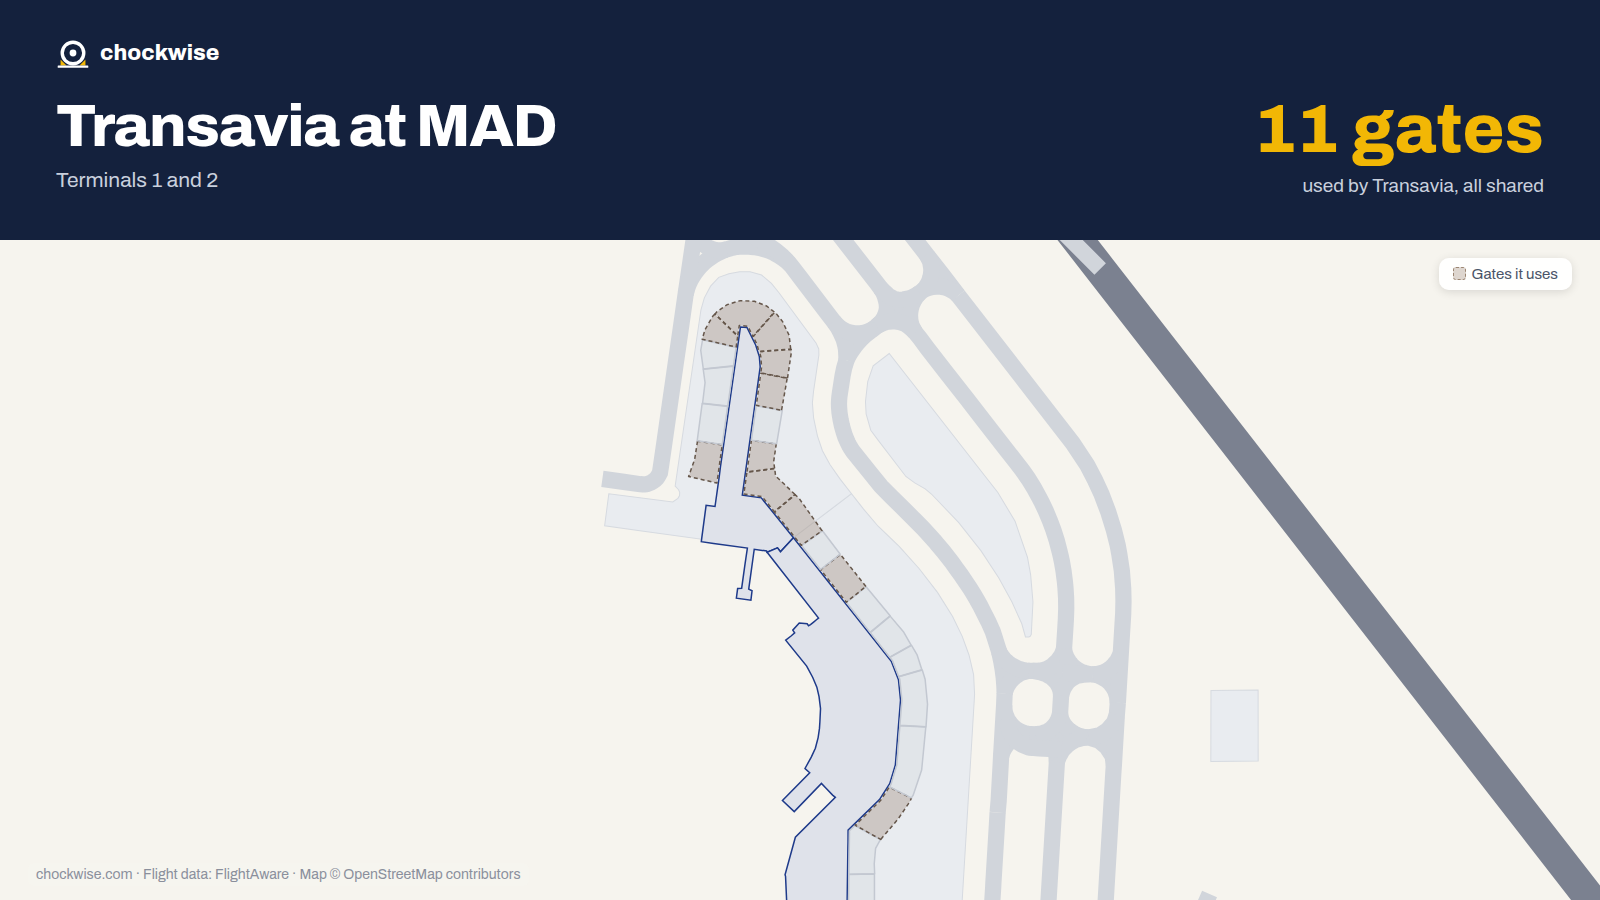 chockwise
Transavia at MAD
Terminals 1 and 2
11 gates
used by Transavia, all shared
Gates it uses
chockwise.com · Flight data: FlightAware · Map © OpenStreetMap contributors